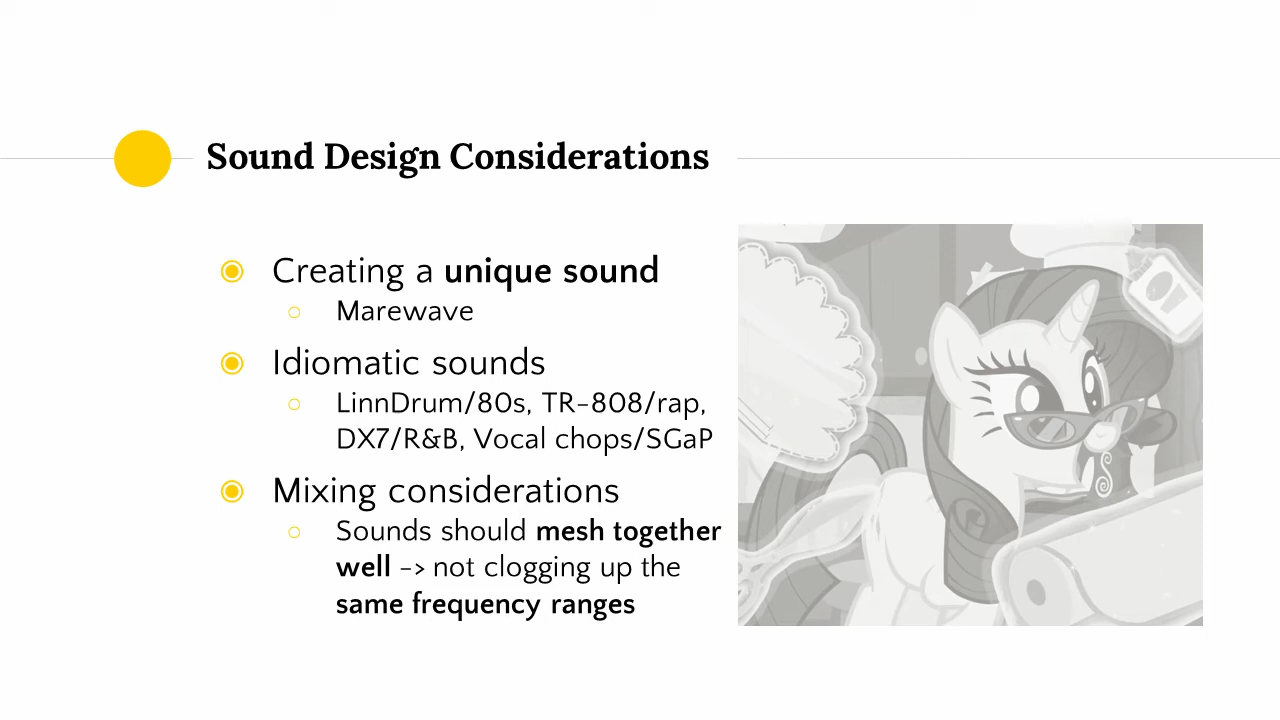 Sound Design Considerations
Creating a unique sound
Marewave
Idiomatic sounds
LinnDrum/80s, TR-808/rap,
DX7/R&B, Vocal chops/SGaP
Mixing considerations
Sounds should mesh together
well -> not clogging up the
same frequency ranges